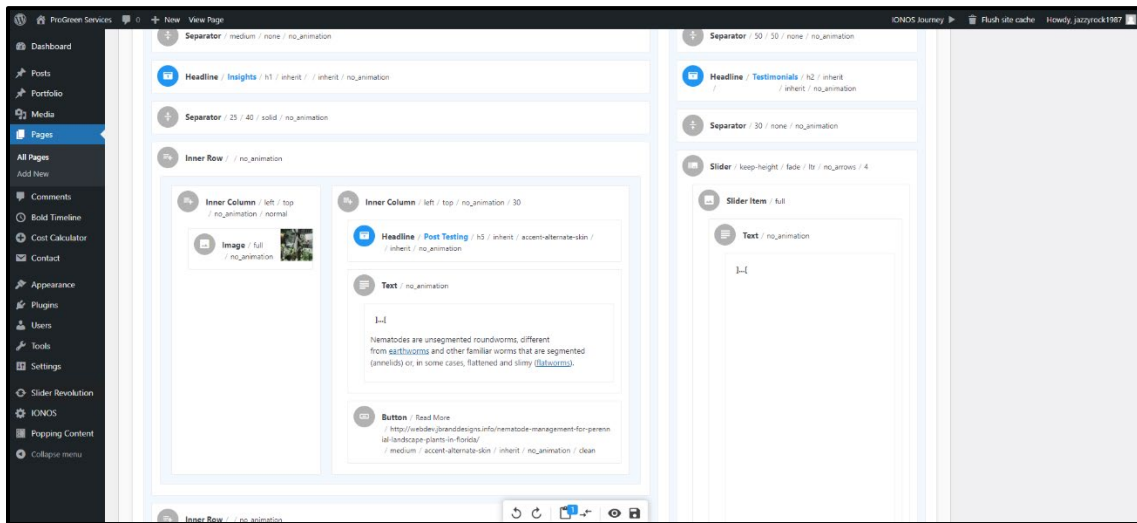 ProGreen Services 0 + New View Page IONOS Journey Flush site cache Howdy, jazzyrock1987
Dashboard
Posts
Portfolio
Media
Pages
All Pages
Add New
Comments
Bold Timeline
Cost Calculator
Contact
Appearance
Plugins
Users
Tools
Settings
Slider Revolution
IONOS
Popping Content
Collapse menu
Separator / medium / none / no_animation
Headline / Insights / h1 / inherit / / inherit / no_animation
Separator / 25 / 40 / solid / no_animation
Inner Row / / no_animation
Inner Column / left / top
/ no_animation / normal
Image / full
/ no_animation
Inner Column / left / top / no_animation / 30
Headline / Post Testing / h5 / inherit / accent-alternate-skin /
/ inherit / no_animation
Text / no_animation
]...[
Nematodes are unsegmented roundworms, different
from earthworms and other familiar worms that are segmented
(annelids) or, in some cases, flattened and slimy (flatworms).
Button / Read More
/ http://webdev.jbranddesigns.info/nematode-management-for-perenn
ial-landscape-plants-in-florida/
/ medium / accent-alternate-skin / inherit / no_animation / clean
Inner Row / / no_animation
1
Separator / 50 / 50 / none / no_animation
Headline / Testimonials / h2 / inherit
/ / inherit / no_animation
Separator / 30 / none / no_animation
Slider / keep-height / fade / ltr / no_arrows / 4
Slider Item / full
Text / no_animation
]...[